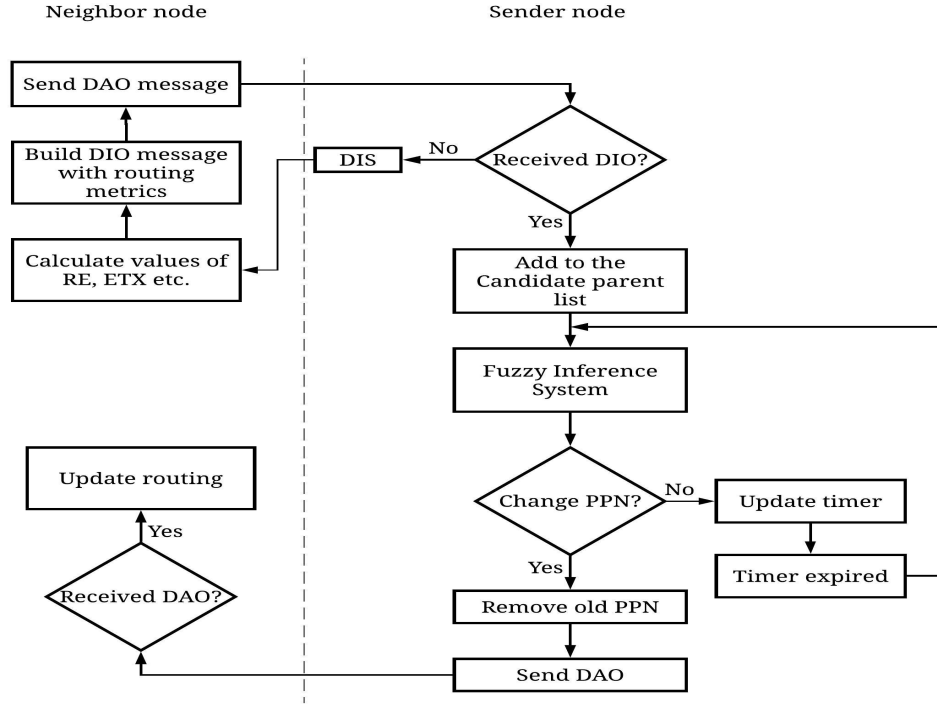 Neighbor node
Sender node
Send DAO message
Build DIO message
with routing
metrics
Calculate values of
RE, ETX etc.
DIS
No
Received DIO?
Yes
Add to the
Candidate parent
list
Fuzzy Inference
System
Change PPN?
No
Update timer
Timer expired
Yes
Remove old PPN
Send DAO
Update routing
Yes
Received DAO?